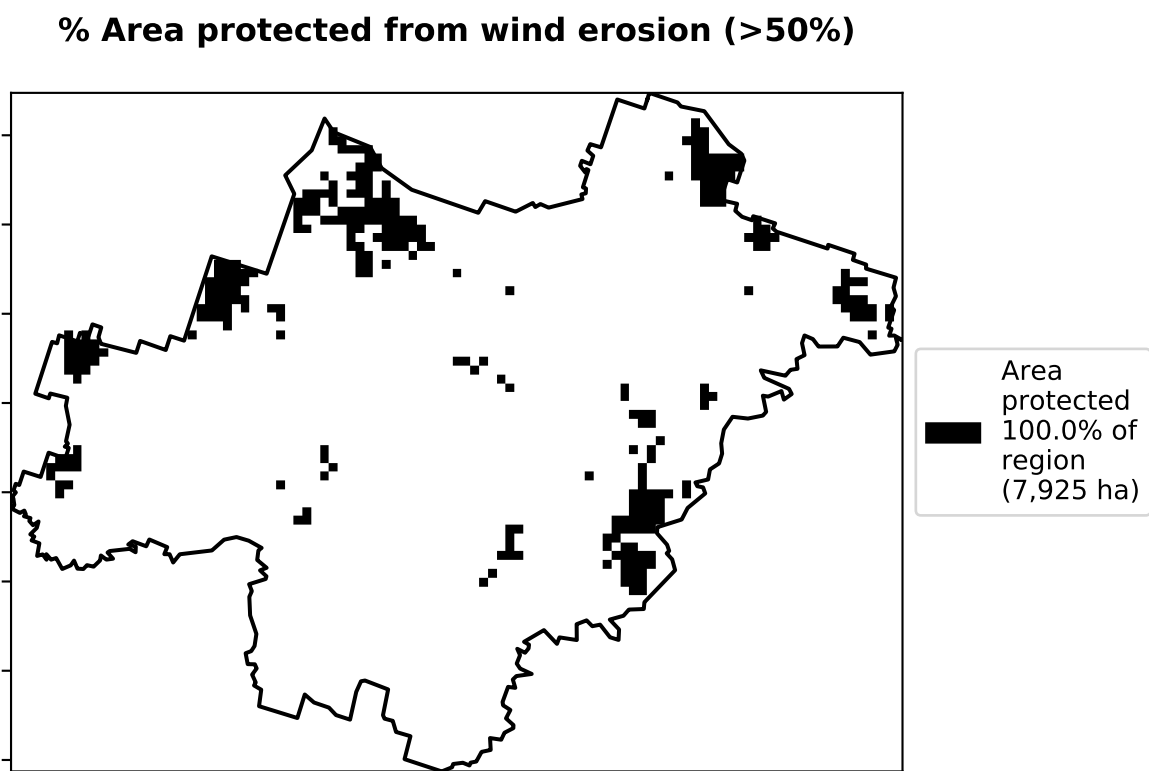 % Area protected from wind erosion (>50%)
Area
protected
100.0% of
region
(7,925 ha)